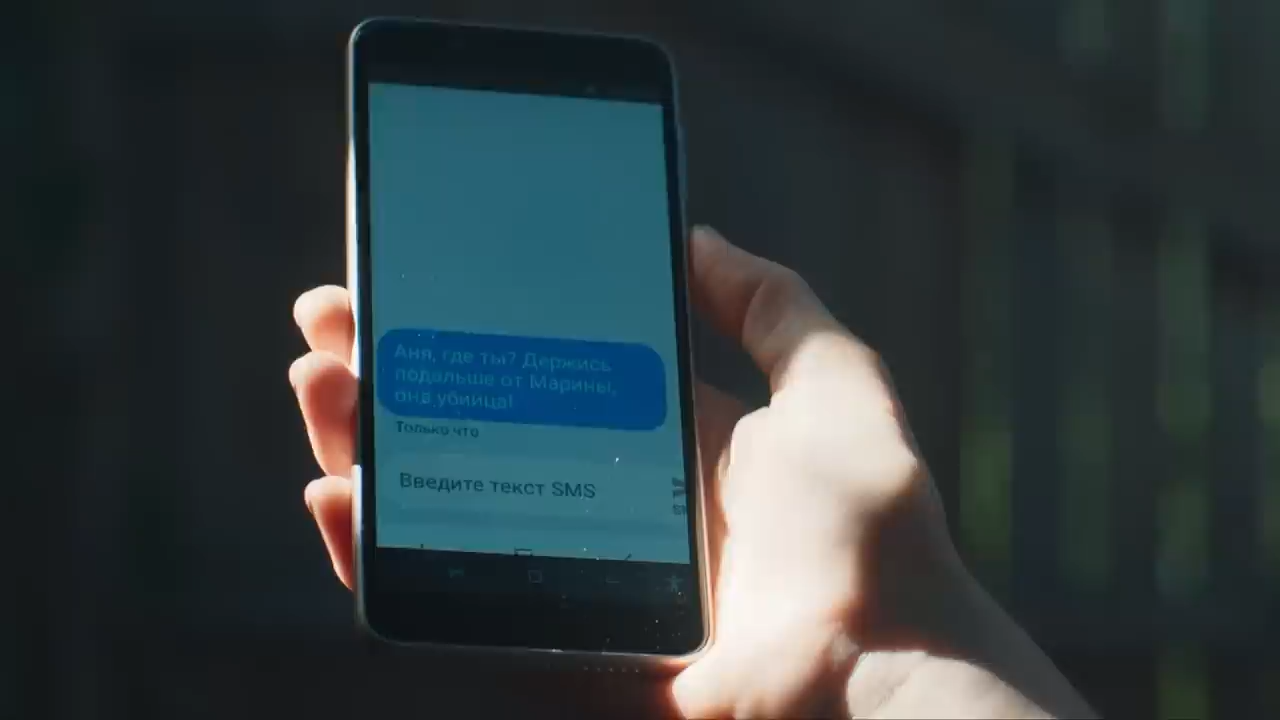 Аня, где ты? Держись
подальше от Марины,
она убийца!
Только что
Введите текст SMS